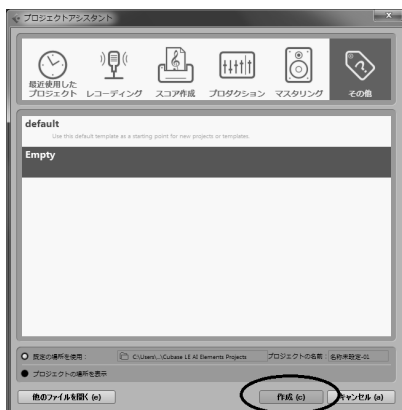 プロジェクトアシスタント
最近使用した
プロジェクト
レコーディング
スコア作成
プロダクション
マスタリング
その他
default
Use this default template as a starting point for new projects or templates.
Empty
既定の場所を使用:
C:\Users\...\Cubase LE AI Elements Projects
プロジェクトの名前:
名称未設定-01
プロジェクトの場所を表示
他のファイルを開く (e)
作成 (c)
キャンセル (a)